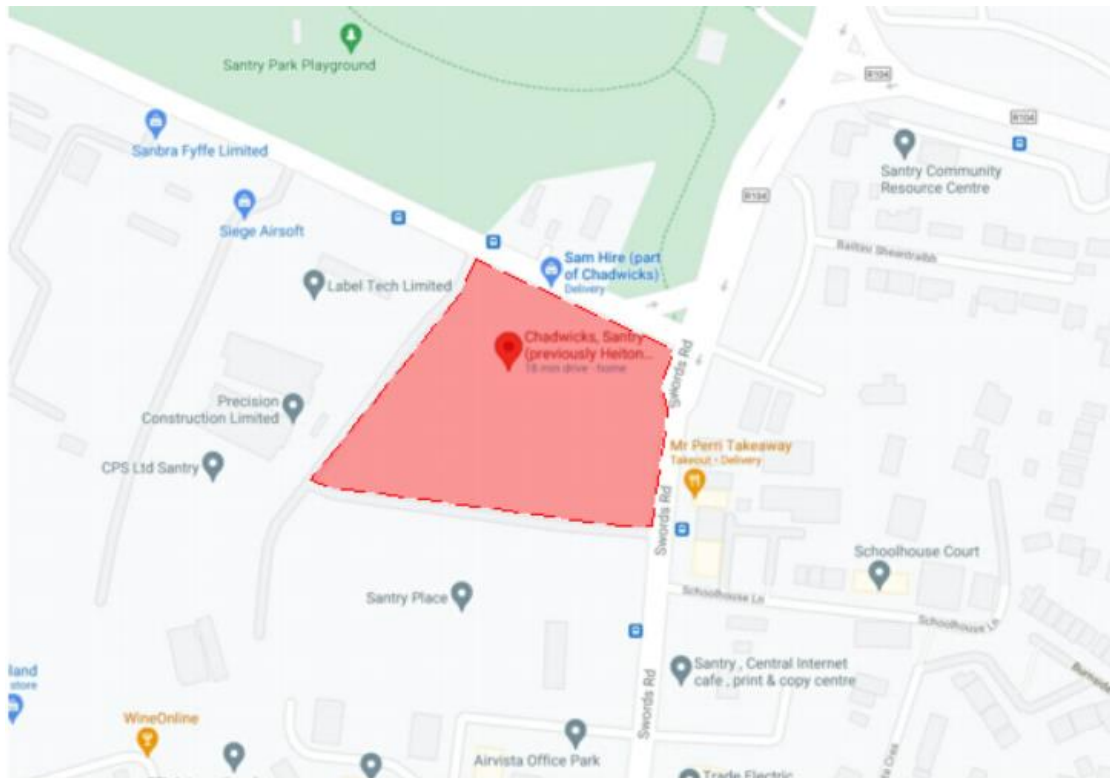 Santry Park Playground
Sanbra Fyffe Limited
Siege Airsoft
Label Tech Limited
R104
R104
R104
Santry Community
Resource Centre
Sam Hire (part
of Chadwicks)
Delivery
Chadwicks, Santry
(previously Heiton...
18 min drive - home
Swords Rd
Precision
Construction Limited
CPS Ltd Santry
Mr Perri Takeaway
Takeout • Delivery
Swords Rd
Schoolhouse Court
Santry Place
Schoolhouse Ln
Schoolhouse Ln
Santry , Central Internet
cafe , print & copy centre
Swords Rd
land
store
WineOnline
Airvista Office Park
Trade Electric